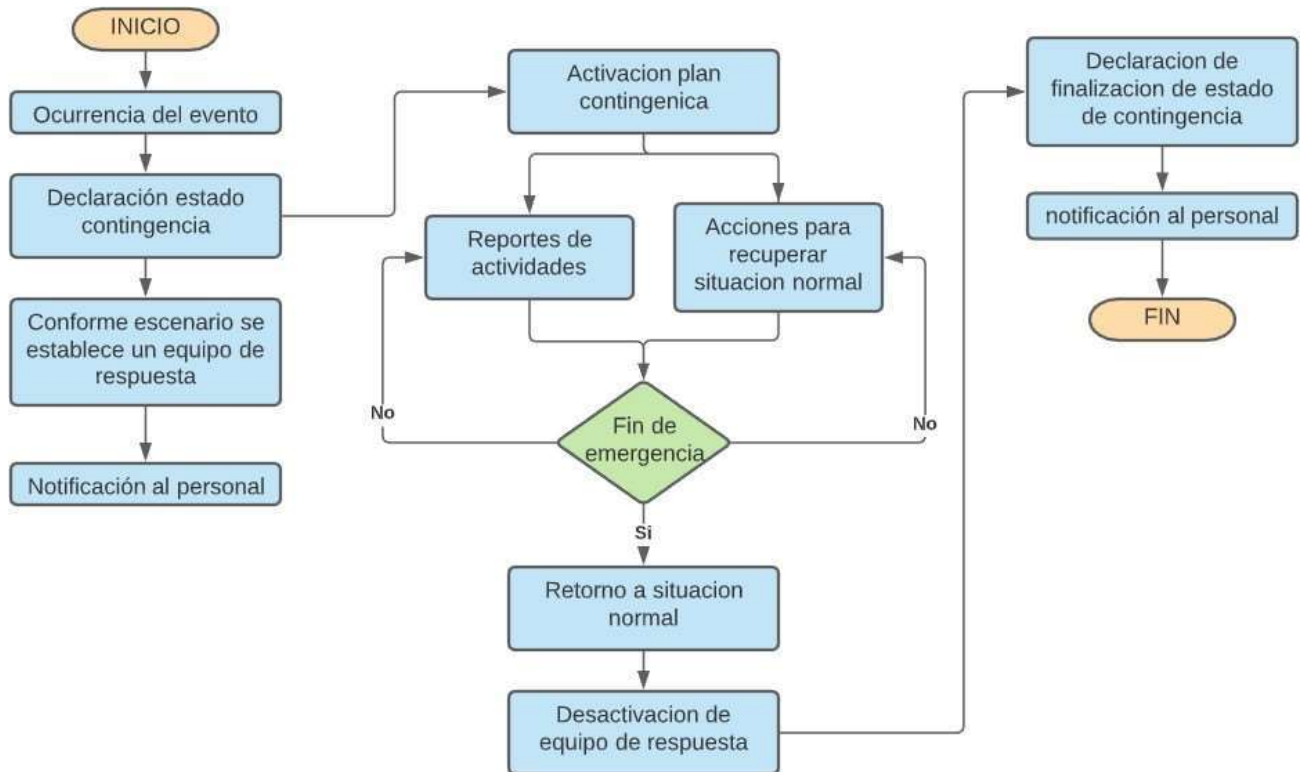 INICIO
Ocurrencia del evento
Declaración estado
contingencia
Conforme escenario se
establece un equipo de
respuesta
Notificación al personal
Activacion plan
contingenica
Reportes de
actividades
Acciones para
recuperar
situacion normal
Fin de
emergencia
No
No
Si
Retorno a situacion
normal
Desactivacion de
equipo de respuesta
Declaracion de
finalizacion de estado
de contingencia
notificación al personal
FIN